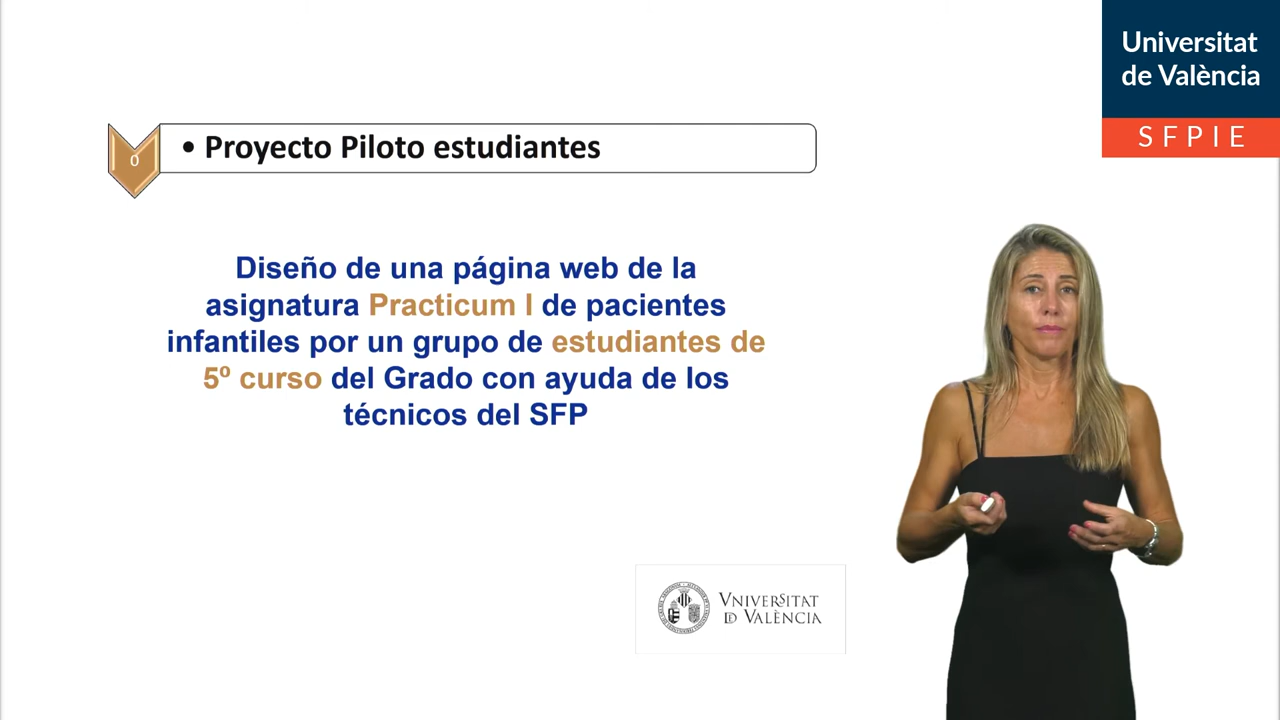 Universitat
de València
SFPIE
0
• Proyecto Piloto estudiantes
Diseño de una página web de la
asignatura Practicum I de pacientes
infantiles por un grupo de estudiantes de
5º curso del Grado con ayuda de los
técnicos del SFP
VNIVERSITAT
DE VALÈNCIA